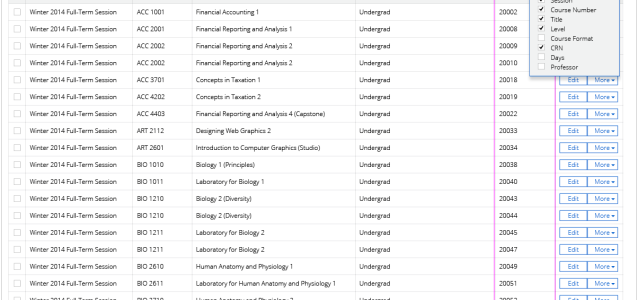 Session
Course Number
Winter 2014 Full-Term Session ACC 1001 Financial Accounting 1 Undergrad 20002
Title
Level
Winter 2014 Full-Term Session ACC 2001 Financial Reporting and Analysis 1 Undergrad 20008
Course Format
Winter 2014 Full-Term Session ACC 2002 Financial Reporting and Analysis 2 Undergrad 20009
CRN
Days
Winter 2014 Full-Term Session ACC 2002 Financial Reporting and Analysis 2 Undergrad 20010
Professor
Winter 2014 Full-Term Session ACC 3701 Concepts in Taxation 1 Undergrad 20018 Edit More
Winter 2014 Full-Term Session ACC 4202 Concepts in Taxation 2 Undergrad 20019 Edit More
Winter 2014 Full-Term Session ACC 4403 Financial Reporting and Analysis 4 (Capstone) Undergrad 20022 Edit More
Winter 2014 Full-Term Session ART 2112 Designing Web Graphics 2 Undergrad 20033 Edit More
Winter 2014 Full-Term Session ART 2601 Introduction to Computer Graphics (Studio) Undergrad 20034 Edit More
Winter 2014 Full-Term Session BIO 1010 Biology 1 (Principles) Undergrad 20038 Edit More
Winter 2014 Full-Term Session BIO 1011 Laboratory for Biology 1 Undergrad 20040 Edit More
Winter 2014 Full-Term Session BIO 1210 Biology 2 (Diversity) Undergrad 20043 Edit More
Winter 2014 Full-Term Session BIO 1210 Biology 2 (Diversity) Undergrad 20044 Edit More
Winter 2014 Full-Term Session BIO 1211 Laboratory for Biology 2 Undergrad 20045 Edit More
Winter 2014 Full-Term Session BIO 1211 Laboratory for Biology 2 Undergrad 20047 Edit More
Winter 2014 Full-Term Session BIO 2610 Human Anatomy and Physiology 1 Undergrad 20049 Edit More
Winter 2014 Full-Term Session BIO 2611 Laboratory for Human Anatomy and Physiology 1 Undergrad 20051 Edit More